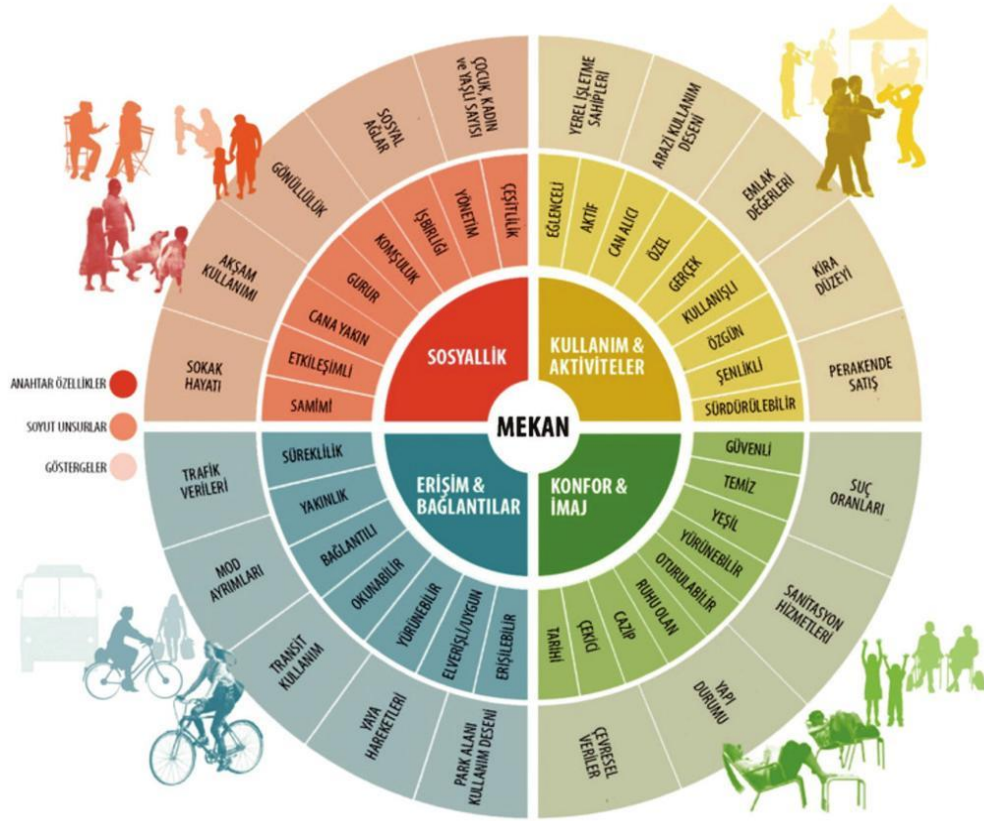 ANAHTAR ÖZELLİKLER
SOYUT UNSURLAR
GÖSTERGELER
MEKAN
SOSYALLİK
SAMİMİ
ETKİLEŞİMLİ
CANA YAKIN
GURUR
KOMŞULUK
İŞBİRLİĞİ
YÖNETİM
ÇEŞİTLİLİK
SOKAK
HAYATI
AKŞAM
KULLANIMI
GÖNÜLLÜLÜK
SOSYAL
AĞLAR
ÇOCUK, KADIN
ve YAŞLI SAYISI
KULLANIM &
AKTİVİTELER
EĞLENCELİ
AKTİF
CAN ALICI
ÖZEL
GERÇEK
KULLANIŞLI
ÖZGÜN
ŞENLİKLİ
SÜRDÜRÜLEBİLİR
YEREL İŞLETME
SAHİPLERİ
ARAZİ KULLANIM
DESENİ
EMLAK
DEĞERLERİ
KİRA
DÜZEYİ
PERAKENDE
SATIŞ
KONFOR &
İMAJ
GÜVENLİ
TEMİZ
YEŞİL
YÜRÜNEBİLİR
OTURULABİLİR
RUHU OLAN
CAZİP
ÇEKİCİ
TARİHİ
SUÇ
ORANLARI
SANİTASYON
HİZMETLERİ
YAPI
DURUMU
ÇEVRESEL
VERİLER
ERİŞİM &
BAĞLANTILAR
SÜREKLİLİK
YAKINLIK
BAĞLANTILI
OKUNABİLİR
YÜRÜNEBİLİR
ELVERİŞLİ/UYGUN
ERİŞİLEBİLİR
TRAFİK
VERİLERİ
MOD
AYRIMLARI
TRANSİT
KULLANIM
YAYA
HAREKETLERİ
PARK ALANI
KULLANIM DESENİ